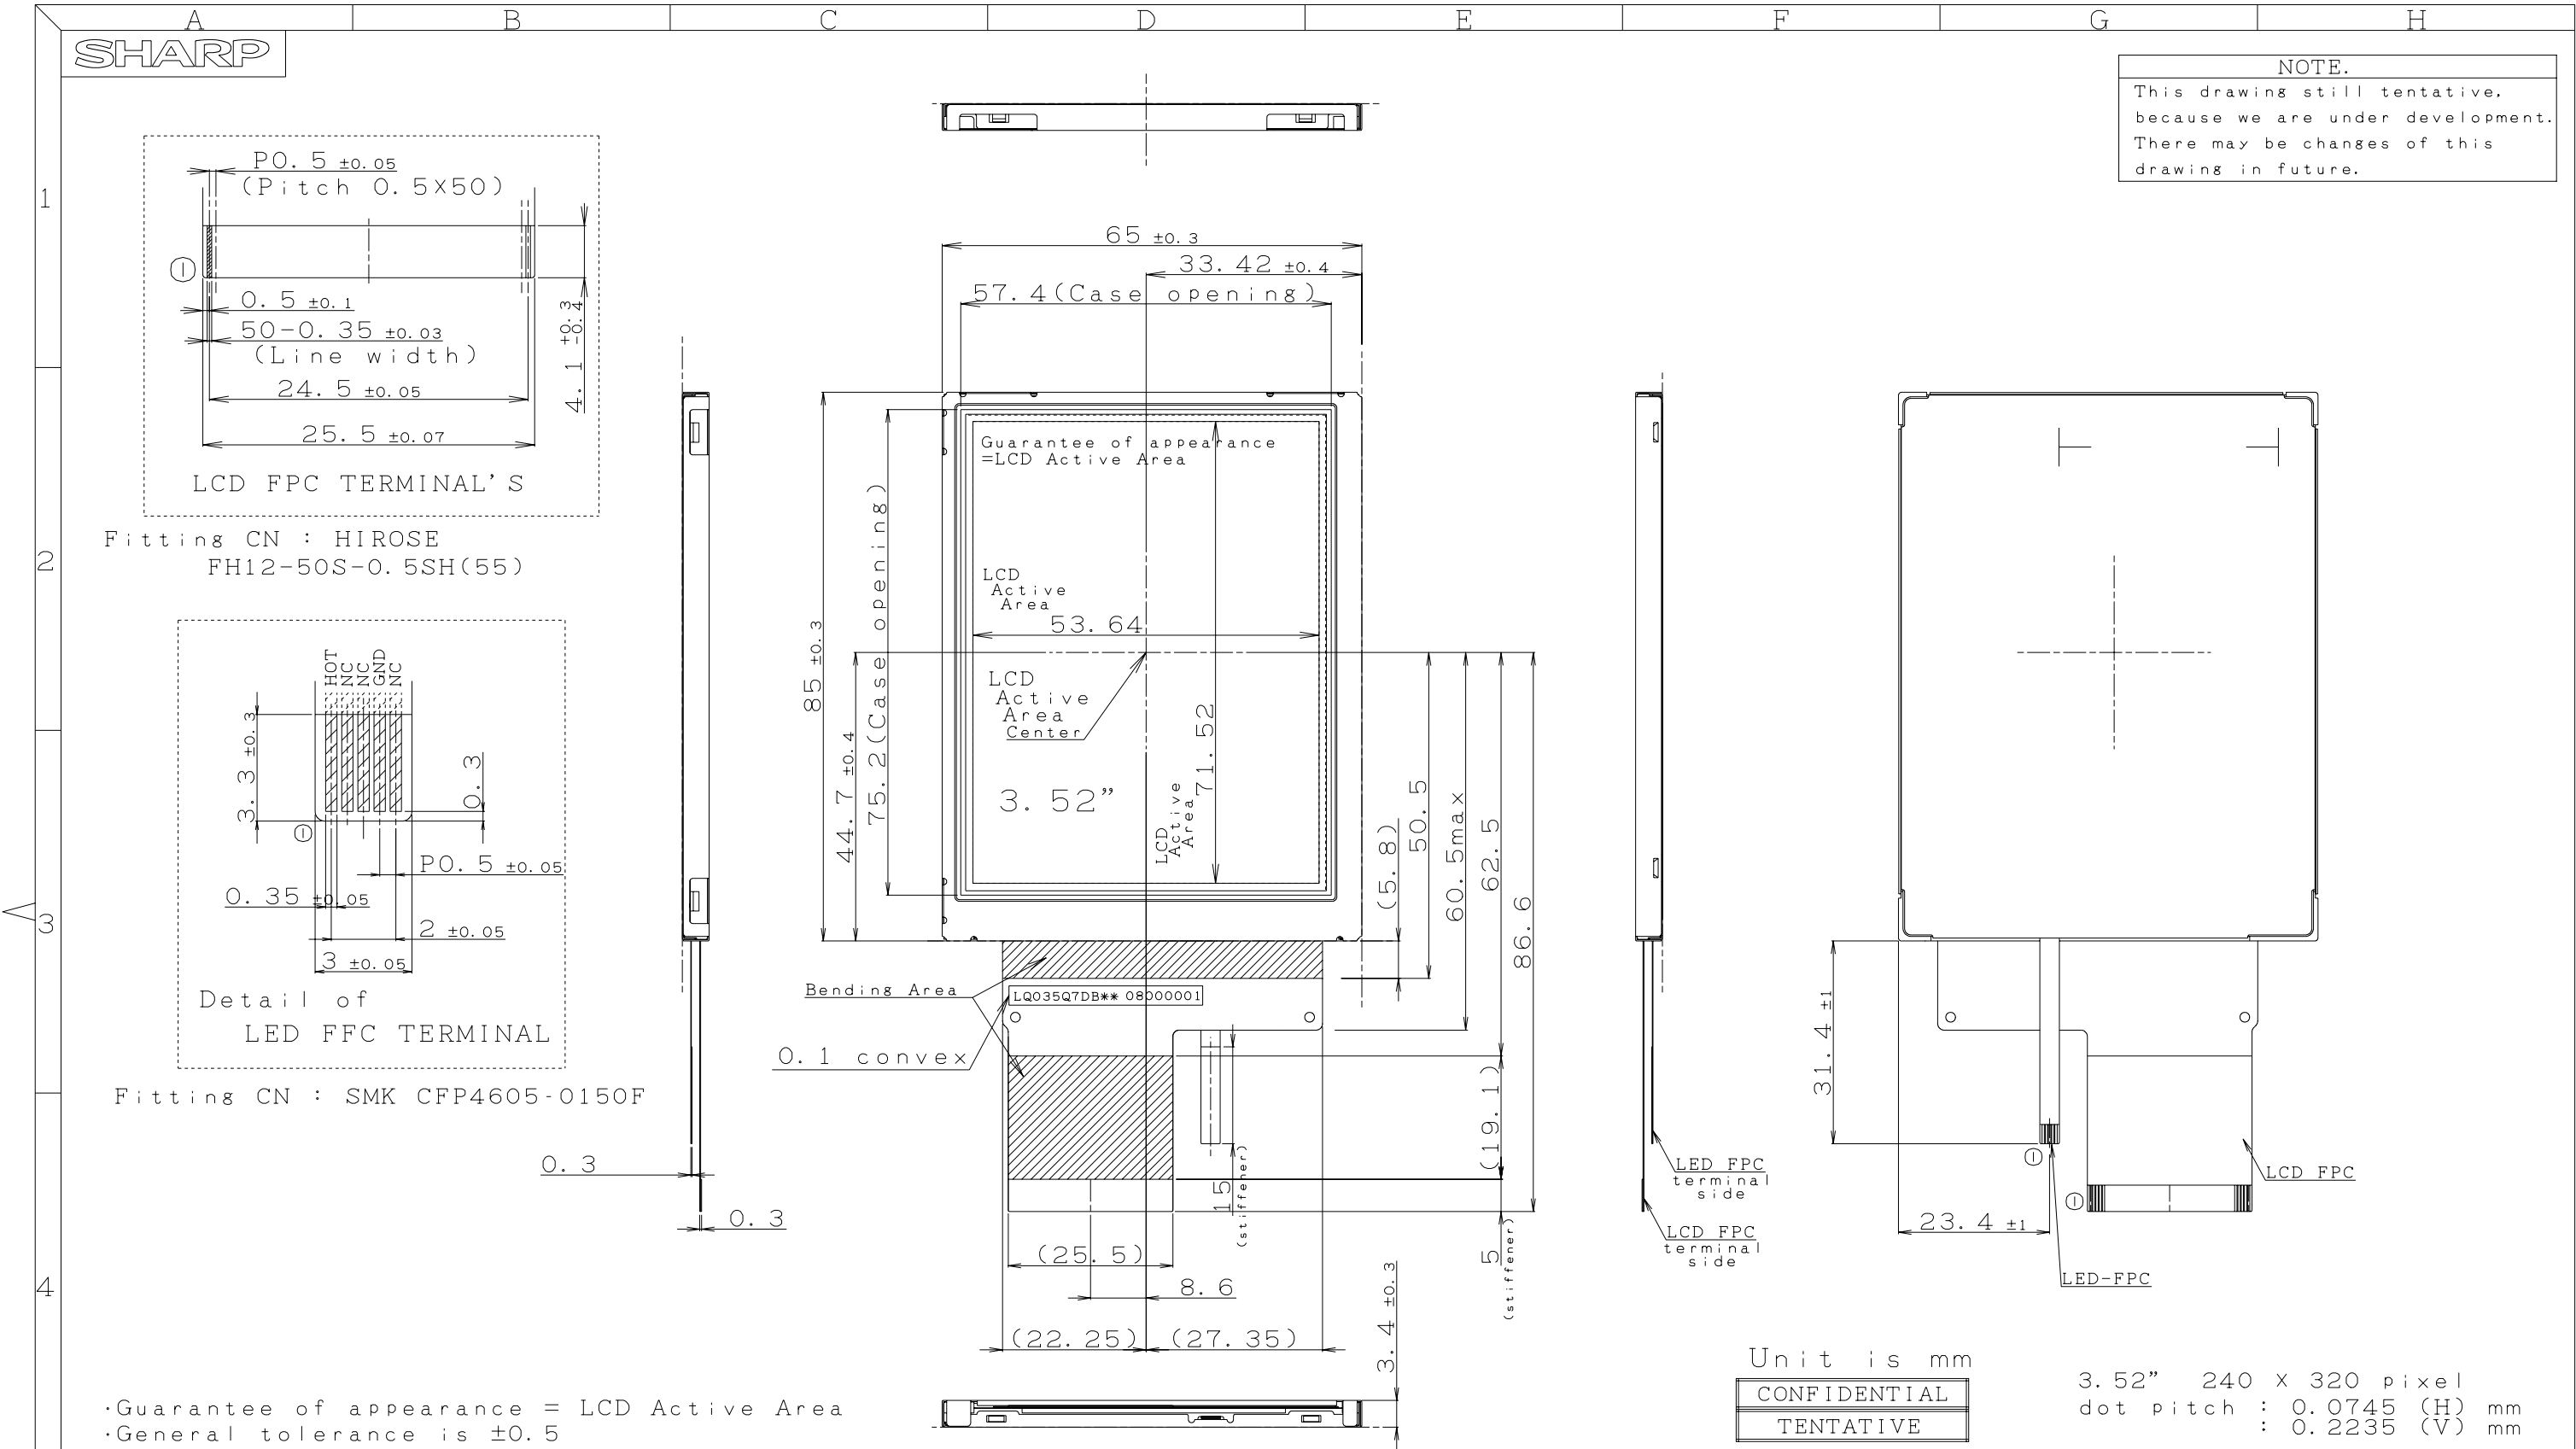 A B C D E F G H
SHARP
NOTE.
This drawing still tentative,
because we are under development.
There may be changes of this
drawing in future.
1
2
3
4
P0.5 ±0.05
(Pitch 0.5X50)
1
0.5 ±0.1
50-0.35 ±0.03
(Line width)
24.5 ±0.05
25.5 ±0.07
4.1 +0.3 -0.4
LCD FPC TERMINAL'S
Fitting CN : HIROSE
FH12-50S-0.5SH(55)
HOT
NC
NC
GND
NC
3.3 ±0.3
0.3
1
P0.5 ±0.05
0.35 ±0.05
2 ±0.05
3 ±0.05
Detail of
LED FFC TERMINAL
Fitting CN : SMK CFP4605-0150F
0.3
0.3
65 ±0.3
33.42 ±0.4
57.4(Case opening)
Guarantee of appearance
=LCD Active Area
85 ±0.3
44.7 ±0.4
75.2(Case opening)
LCD
Active
Area
53.64
LCD
Active
Area
Center
71.52
LCD
Active
Area
3.52"
(5.8)
50.5
60.5max
62.5
86.6
Bending Area
LQ035Q7DB** 08000001
0.1 convex
(19.1)
15
(stiffener)
5
(stiffener)
(25.5)
8.6
(22.25)
(27.35)
3.4 ±0.3
LED FPC
terminal
side
LCD FPC
terminal
side
31.4 ±1
23.4 ±1
1
1
LCD FPC
LED-FPC
Unit is mm
CONFIDENTIAL
TENTATIVE
3.52" 240 X 320 pixel
dot pitch : 0.0745 (H) mm
: 0.2235 (V) mm
·Guarantee of appearance = LCD Active Area
·General tolerance is ±0.5